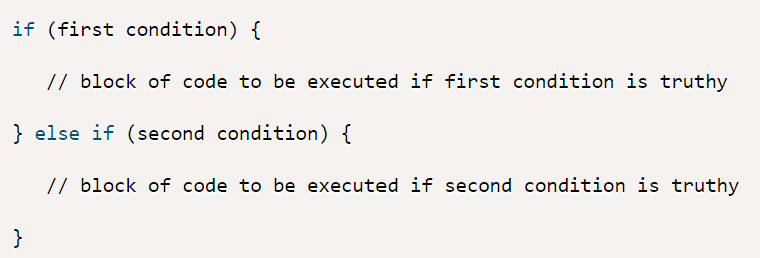 if (first condition) {
// block of code to be executed if first condition is truthy
} else if (second condition) {
// block of code to be executed if second condition is truthy
}